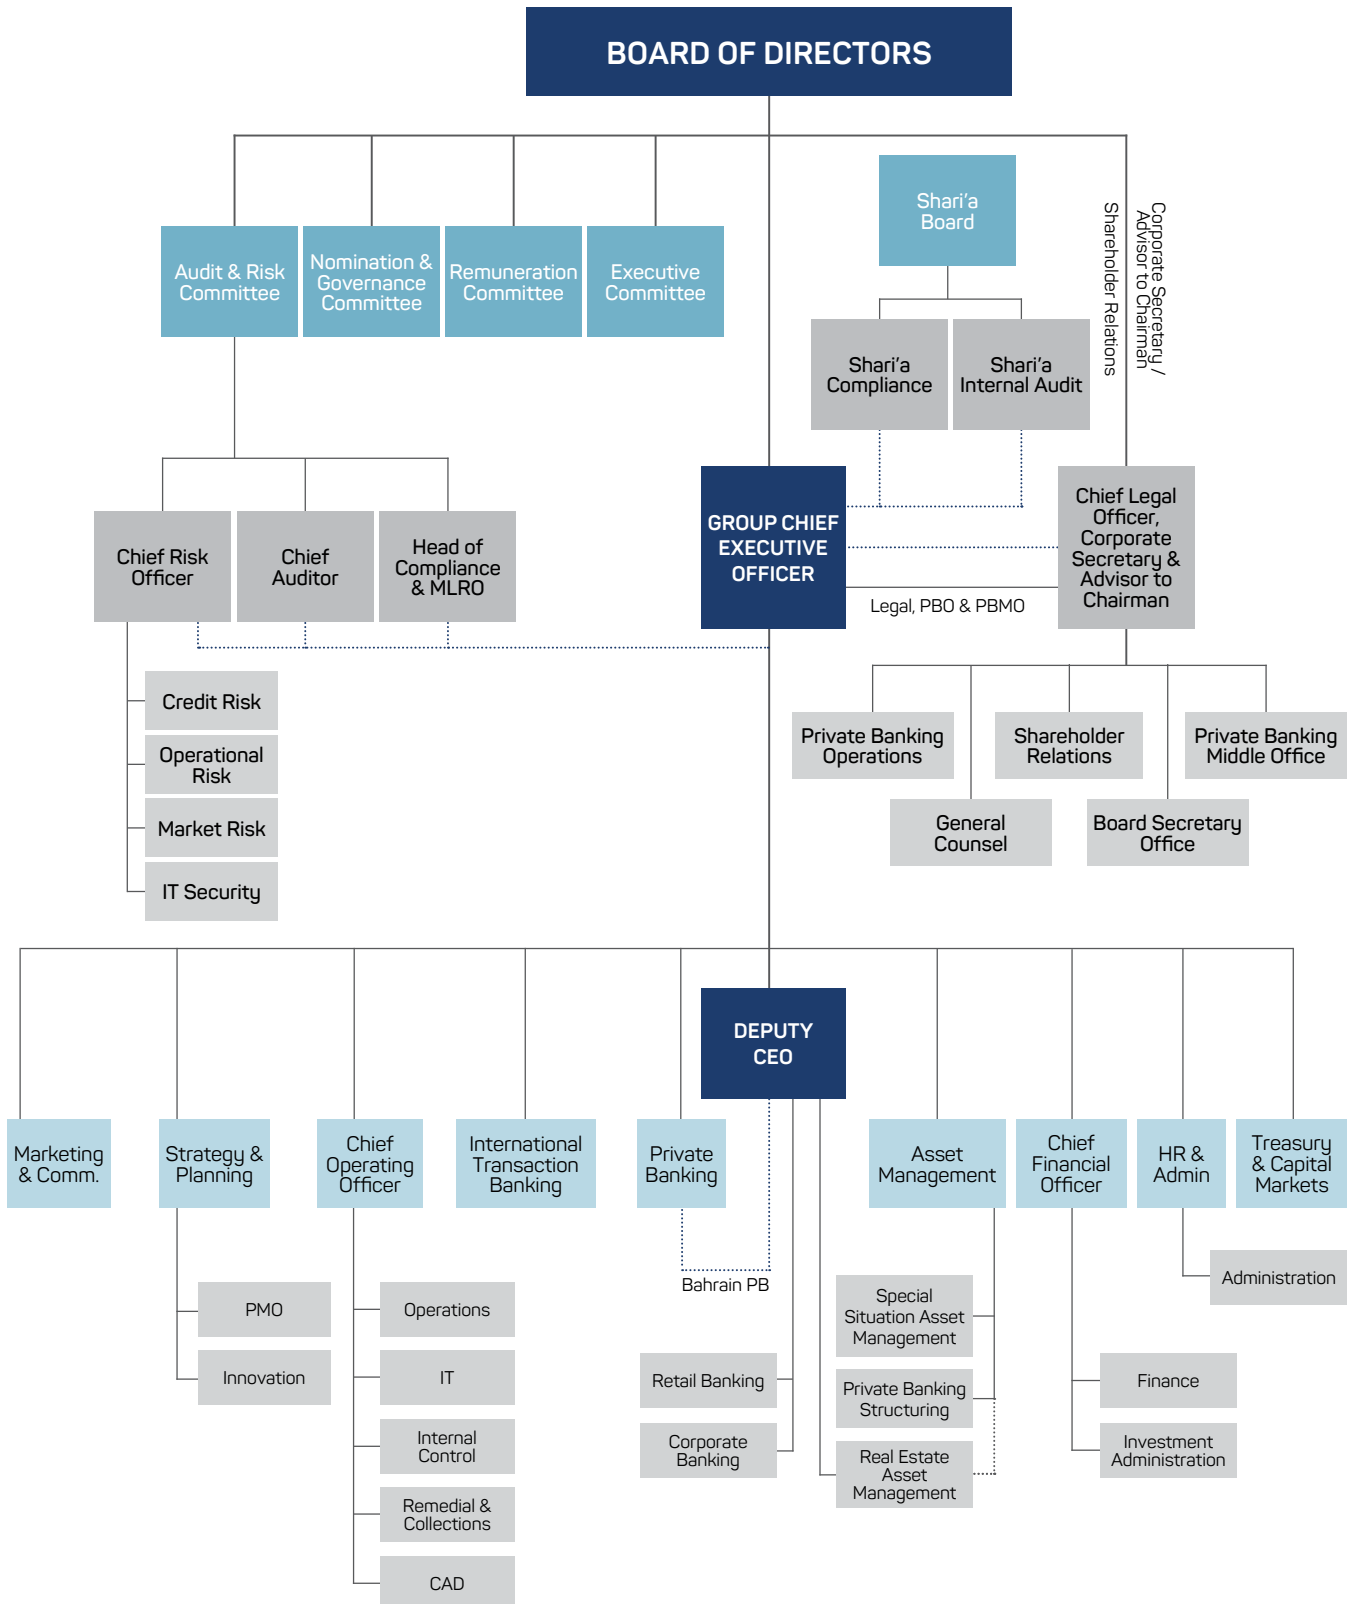 BOARD OF DIRECTORS
Shari'a
Board
Corporate Secretary /
Advisor to Chairman
Shareholder Relations
Audit & Risk
Committee
Nomination &
Governance
Committee
Remuneration
Committee
Executive
Committee
Shari'a
Compliance
Shari'a
Internal Audit
GROUP CHIEF
EXECUTIVE
OFFICER
Chief Legal
Officer,
Corporate
Secretary &
Advisor to
Chairman
Legal, PBO & PBMO
Chief Risk
Officer
Chief
Auditor
Head of
Compliance
& MLRO
Credit Risk
Operational
Risk
Market Risk
IT Security
Private Banking
Operations
Shareholder
Relations
Private Banking
Middle Office
General
Counsel
Board Secretary
Office
DEPUTY
CEO
Marketing
& Comm.
Strategy &
Planning
Chief
Operating
Officer
International
Transaction
Banking
Private
Banking
Asset
Management
Chief
Financial
Officer
HR &
Admin
Treasury
& Capital
Markets
Bahrain PB
PMO
Innovation
Operations
IT
Internal
Control
Remedial &
Collections
CAD
Retail Banking
Corporate
Banking
Special
Situation Asset
Management
Private Banking
Structuring
Real Estate
Asset
Management
Finance
Investment
Administration
Administration